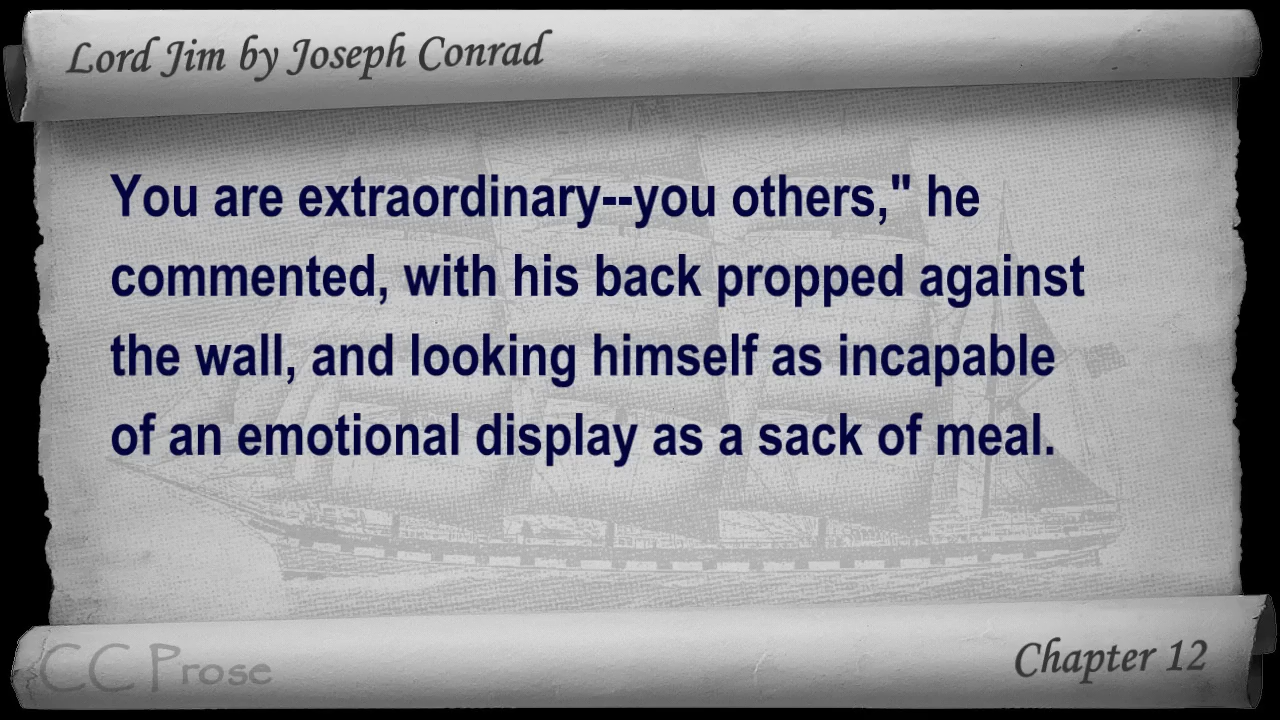 Lord Jim by Joseph Conrad
You are extraordinary--you others," he
commented, with his back propped against
the wall, and looking himself as incapable
of an emotional display as a sack of meal.
CC Prose
Chapter 12